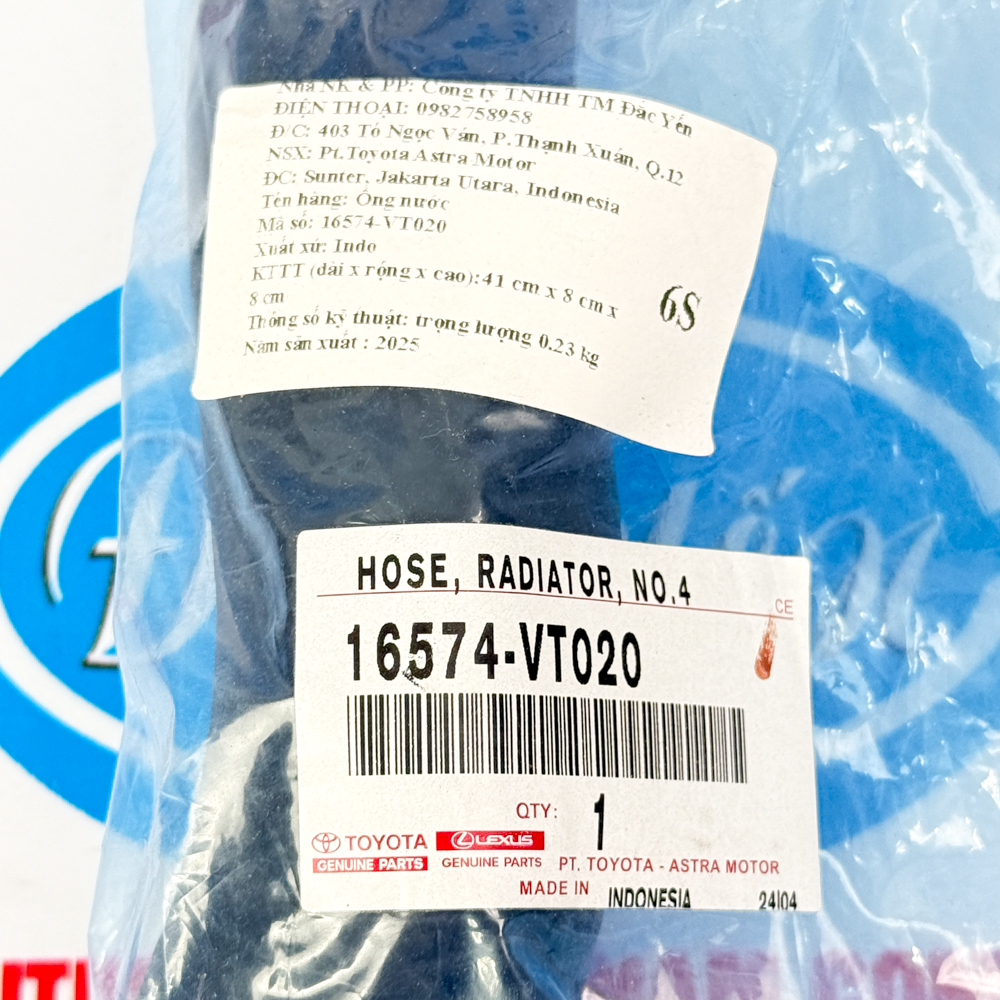 Nhà NK & PP: Công ty TNHH TM Đắc Yến
ĐIỆN THOẠI: 0982758958
Đ/C: 403 Tô Ngọc Vân, P.Thạnh Xuân, Q.12
NSX: Pt.Toyota Astra Motor
ĐC: Sunter, Jakarta Utara, Indonesia
Tên hàng: Ống nước
Mã số: 16574-VT020
Xuất xứ: Indo
KTTT (dài x rộng x cao):41 cm x 8 cm x
8 cm
6S
Thông số kỹ thuật: trọng lượng 0.23 kg
Năm sản xuất : 2025
HOSE, RADIATOR, NO.4
CE
16574-VT020
QTY: 1
TOYOTA LEXUS
GENUINE PARTS GENUINE PARTS PT. TOYOTA - ASTRA MOTOR
MADE IN INDONESIA 24|04